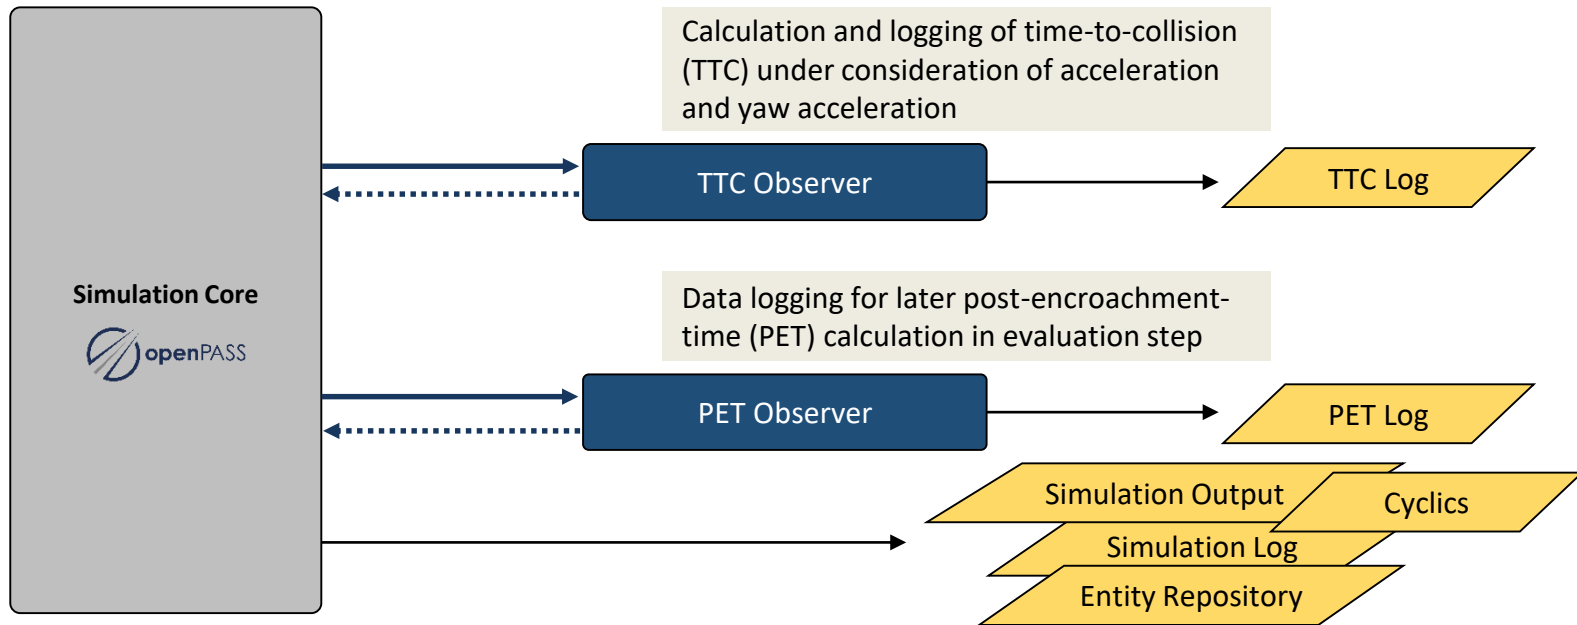 Calculation and logging of time-to-collision
(TTC) under consideration of acceleration
and yaw acceleration
TTC Observer
TTC Log
Simulation Core
openPASS
Data logging for later post-encroachment-
time (PET) calculation in evaluation step
PET Observer
PET Log
Simulation Output
Cyclics
Simulation Log
Entity Repository